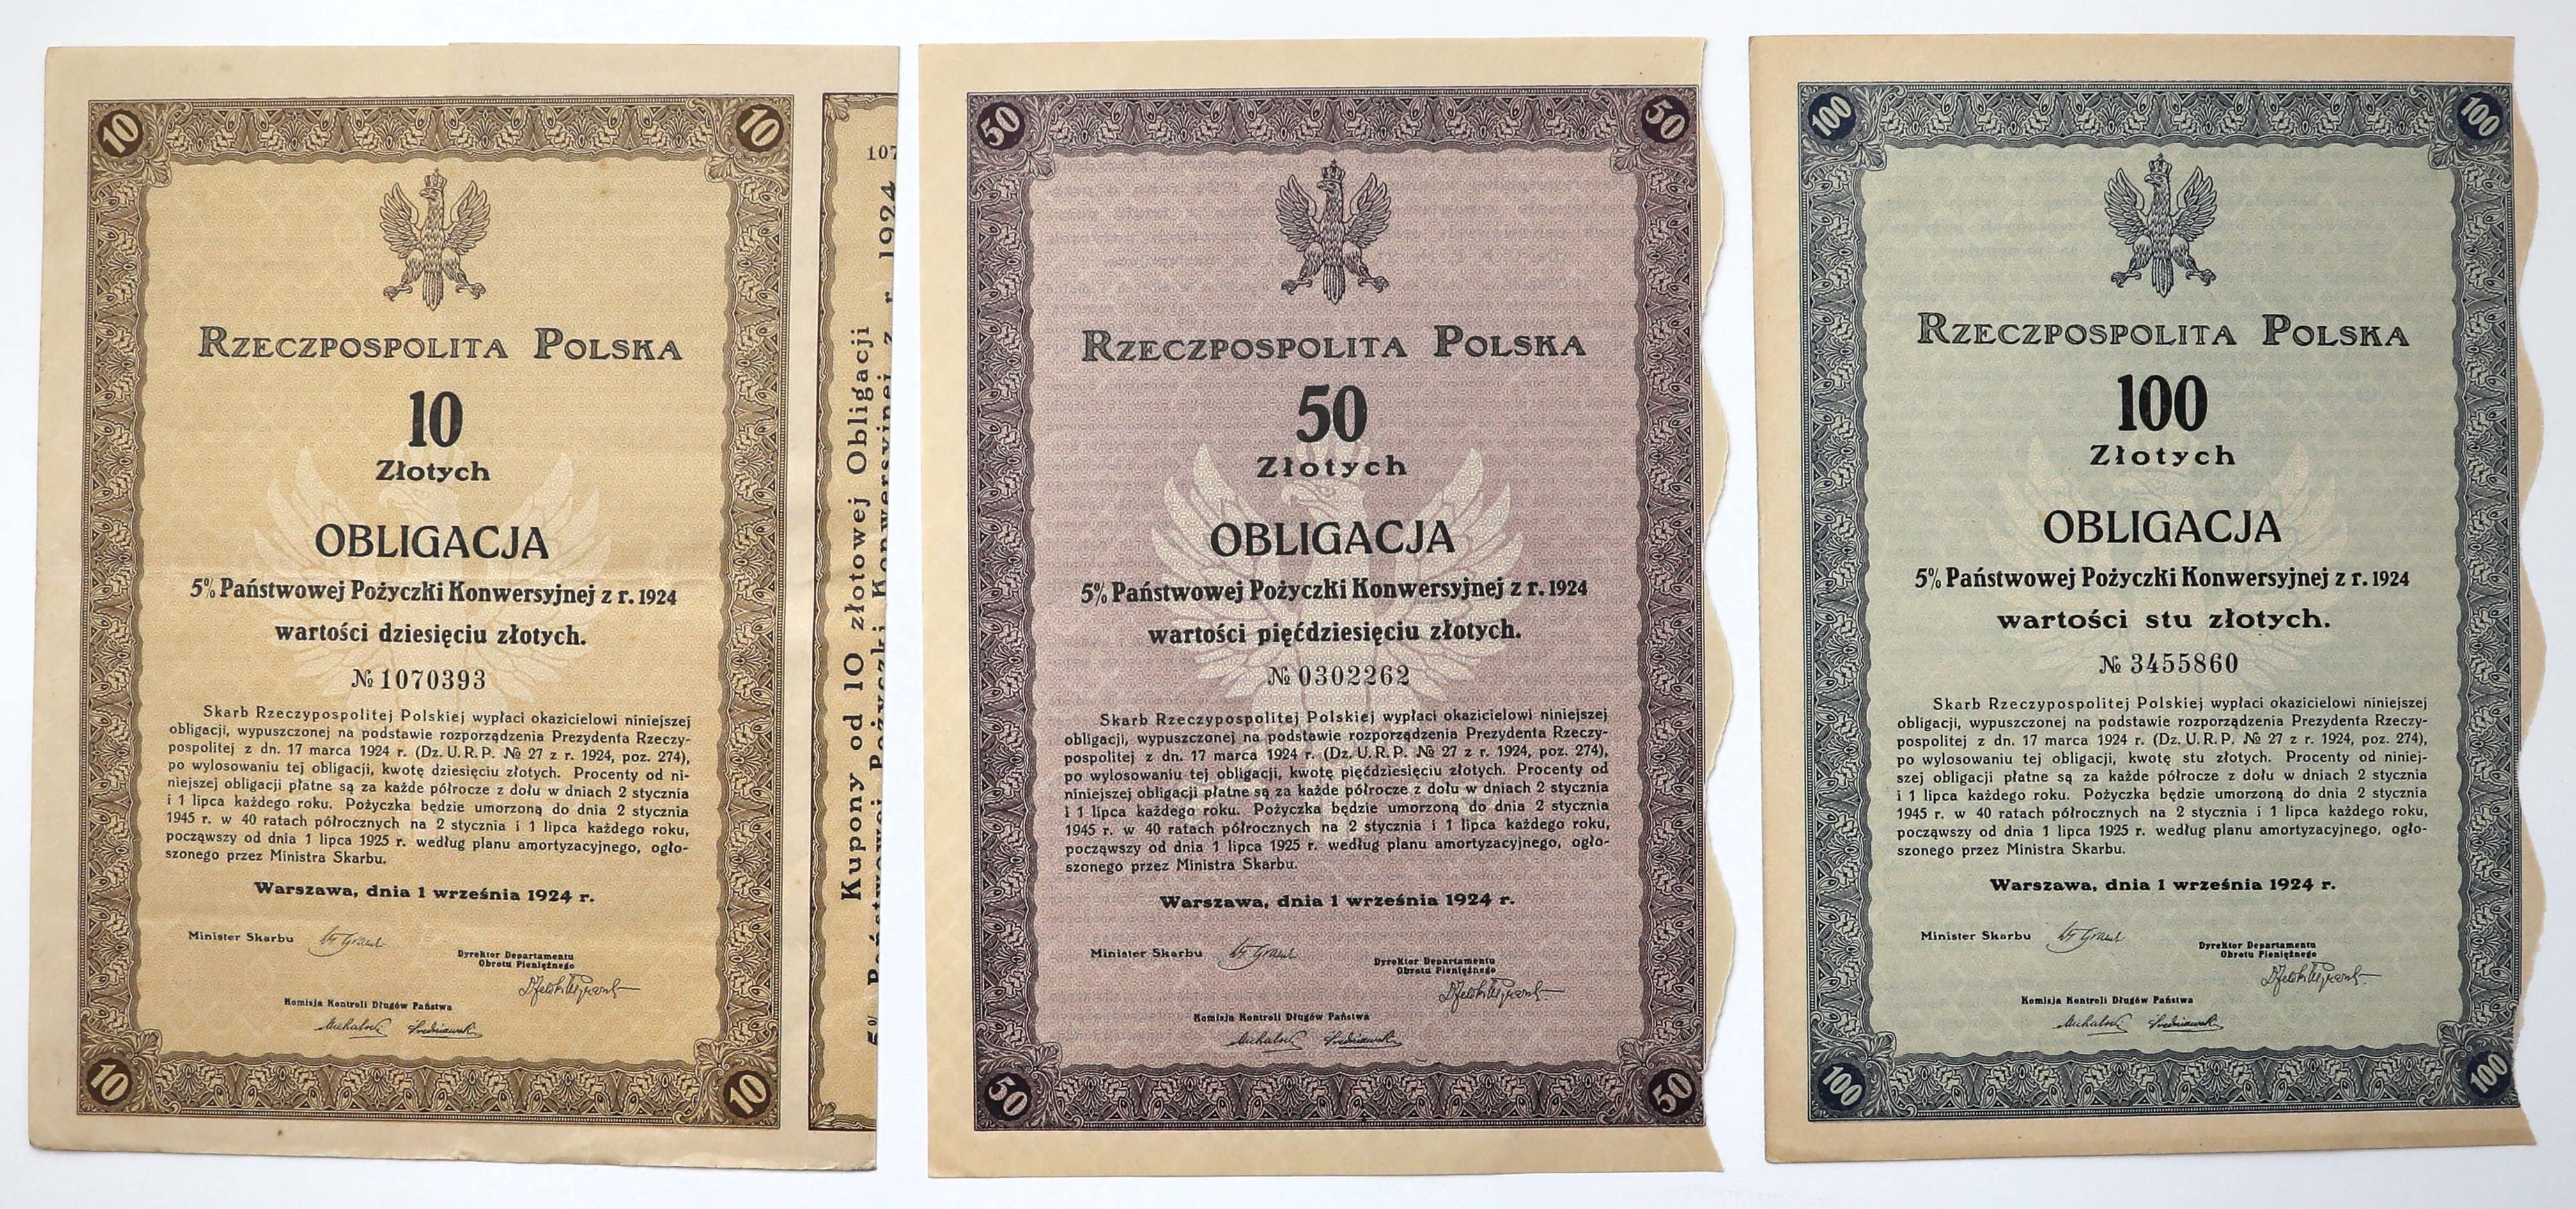 10
10
RZECZPOSPOLITA POLSKA
10
Złotych
OBLIGACJA
5% Państwowej Pożyczki Konwersyjnej z r. 1924
wartości dziesięciu złotych.
№ 1070393
Skarb Rzeczypospolitej Polskiej wypłaci okazicielowi niniejszej
obligacji, wypuszczonej na podstawie rozporządzenia Prezydenta Rzeczy-
pospolitej z dn. 17 marca 1924 r. (Dz. U. R. P. № 27 z r. 1924, poz. 274),
po wylosowaniu tej obligacji, kwotę dziesięciu złotych. Procenty od ni-
niejszej obligacji płatne są za każde półrocze z dołu w dniach 2 stycznia
i 1 lipca każdego roku. Pożyczka będzie umorzoną do dnia 2 stycznia
1945 r. w 40 ratach półrocznych na 2 stycznia i 1 lipca każdego roku,
począwszy od dnia 1 lipca 1925 r. według planu amortyzacyjnego, ogło-
szonego przez Ministra Skarbu.
Warszawa, dnia 1 września 1924 r.
Minister Skarbu
Dyrektor Departamentu
Obrotu Pieniężnego
Komisja Kontroli Długów Państwa
10
10
107
Kupony od 10 złotowej Obligacji
5% Państwowej Pożyczki Konwersyjnej z r. 1924
50
50
RZECZPOSPOLITA POLSKA
50
Złotych
OBLIGACJA
5% Państwowej Pożyczki Konwersyjnej z r. 1924
wartości pięćdziesięciu złotych.
№ 0302262
Skarb Rzeczypospolitej Polskiej wypłaci okazicielowi niniejszej
obligacji, wypuszczonej na podstawie rozporządzenia Prezydenta Rzeczy-
pospolitej z dn. 17 marca 1924 r. (Dz. U. R. P. № 27 z r. 1924, poz. 274),
po wylosowaniu tej obligacji, kwotę pięćdziesięciu złotych. Procenty od
niniejszej obligacji płatne są za każde półrocze z dołu w dniach 2 stycznia
i 1 lipca każdego roku. Pożyczka będzie umorzoną do dnia 2 stycznia
1945 r. w 40 ratach półrocznych na 2 stycznia i 1 lipca każdego roku,
począwszy od dnia 1 lipca 1925 r. według planu amortyzacyjnego, ogło-
szonego przez Ministra Skarbu.
Warszawa, dnia 1 września 1924 r.
Minister Skarbu
Dyrektor Departamentu
Obrotu Pieniężnego
Komisja Kontroli Długów Państwa
50
50
100
100
RZECZPOSPOLITA POLSKA
100
Złotych
OBLIGACJA
5% Państwowej Pożyczki Konwersyjnej z r. 1924
wartości stu złotych.
№ 3455860
Skarb Rzeczypospolitej Polskiej wypłaci okazicielowi niniejszej
obligacji, wypuszczonej na podstawie rozporządzenia Prezydenta Rzeczy-
pospolitej z dn. 17 marca 1924 r. (Dz. U. R. P. № 27 z r. 1924, poz. 274),
po wylosowaniu tej obligacji, kwotę stu złotych. Procenty od niniej-
szej obligacji płatne są za każde półrocze z dołu w dniach 2 stycznia
i 1 lipca każdego roku. Pożyczka będzie umorzoną do dnia 2 stycznia
1945 r. w 40 ratach półrocznych na 2 stycznia i 1 lipca każdego roku,
począwszy od dnia 1 lipca 1925 r. według planu amortyzacyjnego, ogło-
szonego przez Ministra Skarbu.
Warszawa, dnia 1 września 1924 r.
Minister Skarbu
Dyrektor Departamentu
Obrotu Pieniężnego
Komisja Kontroli Długów Państwa
100
100